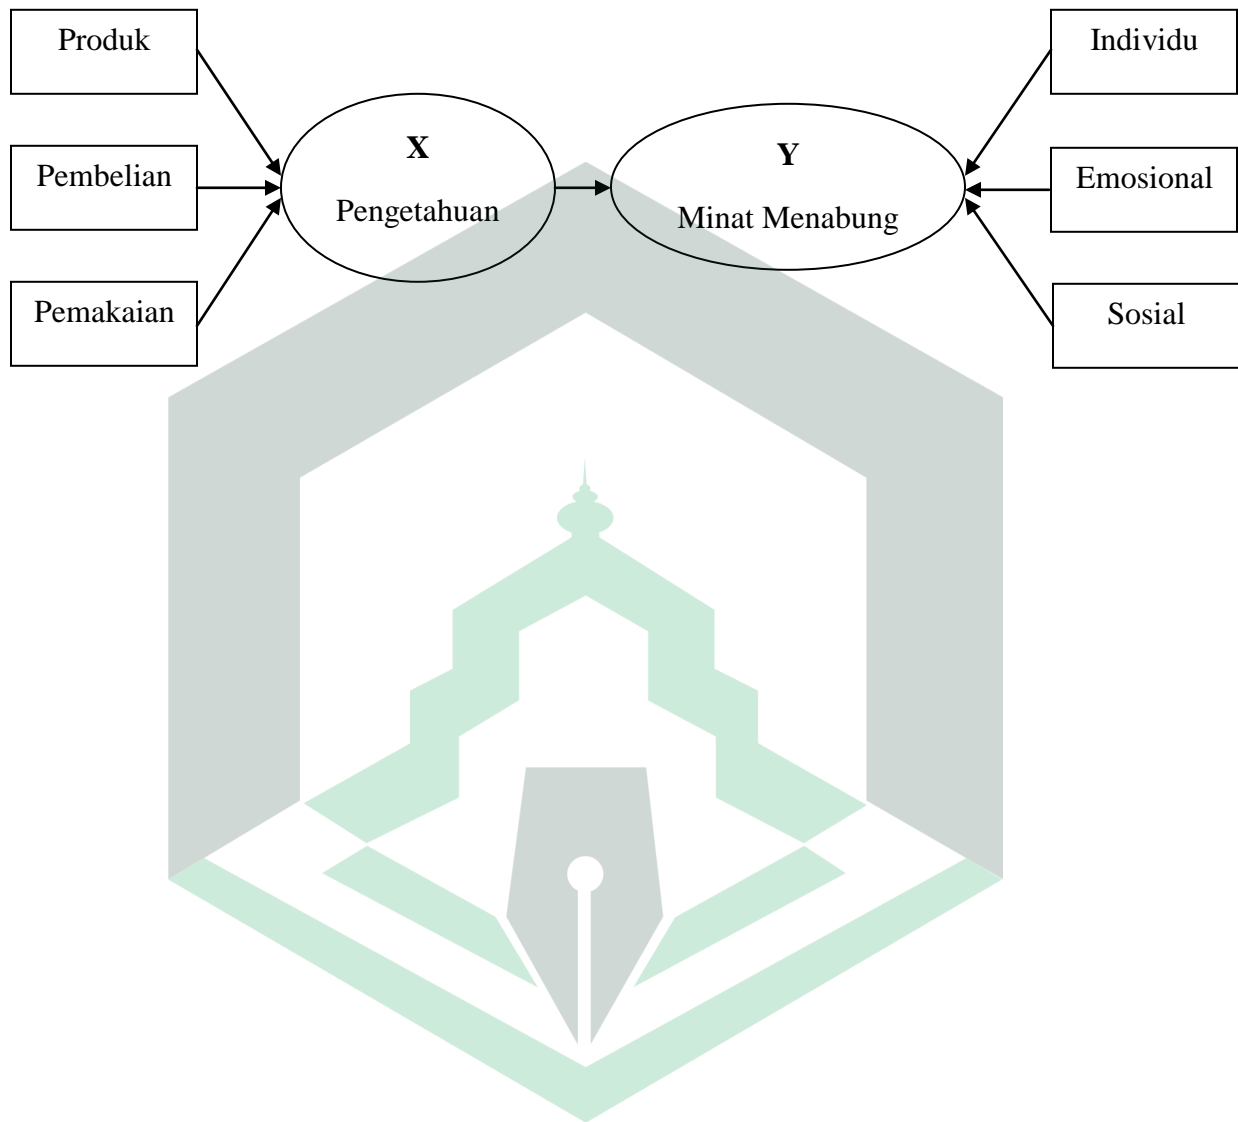 Produk
Pembelian
Pemakaian
X
Pengetahuan
Y
Minat Menabung
Individu
Emosional
Sosial